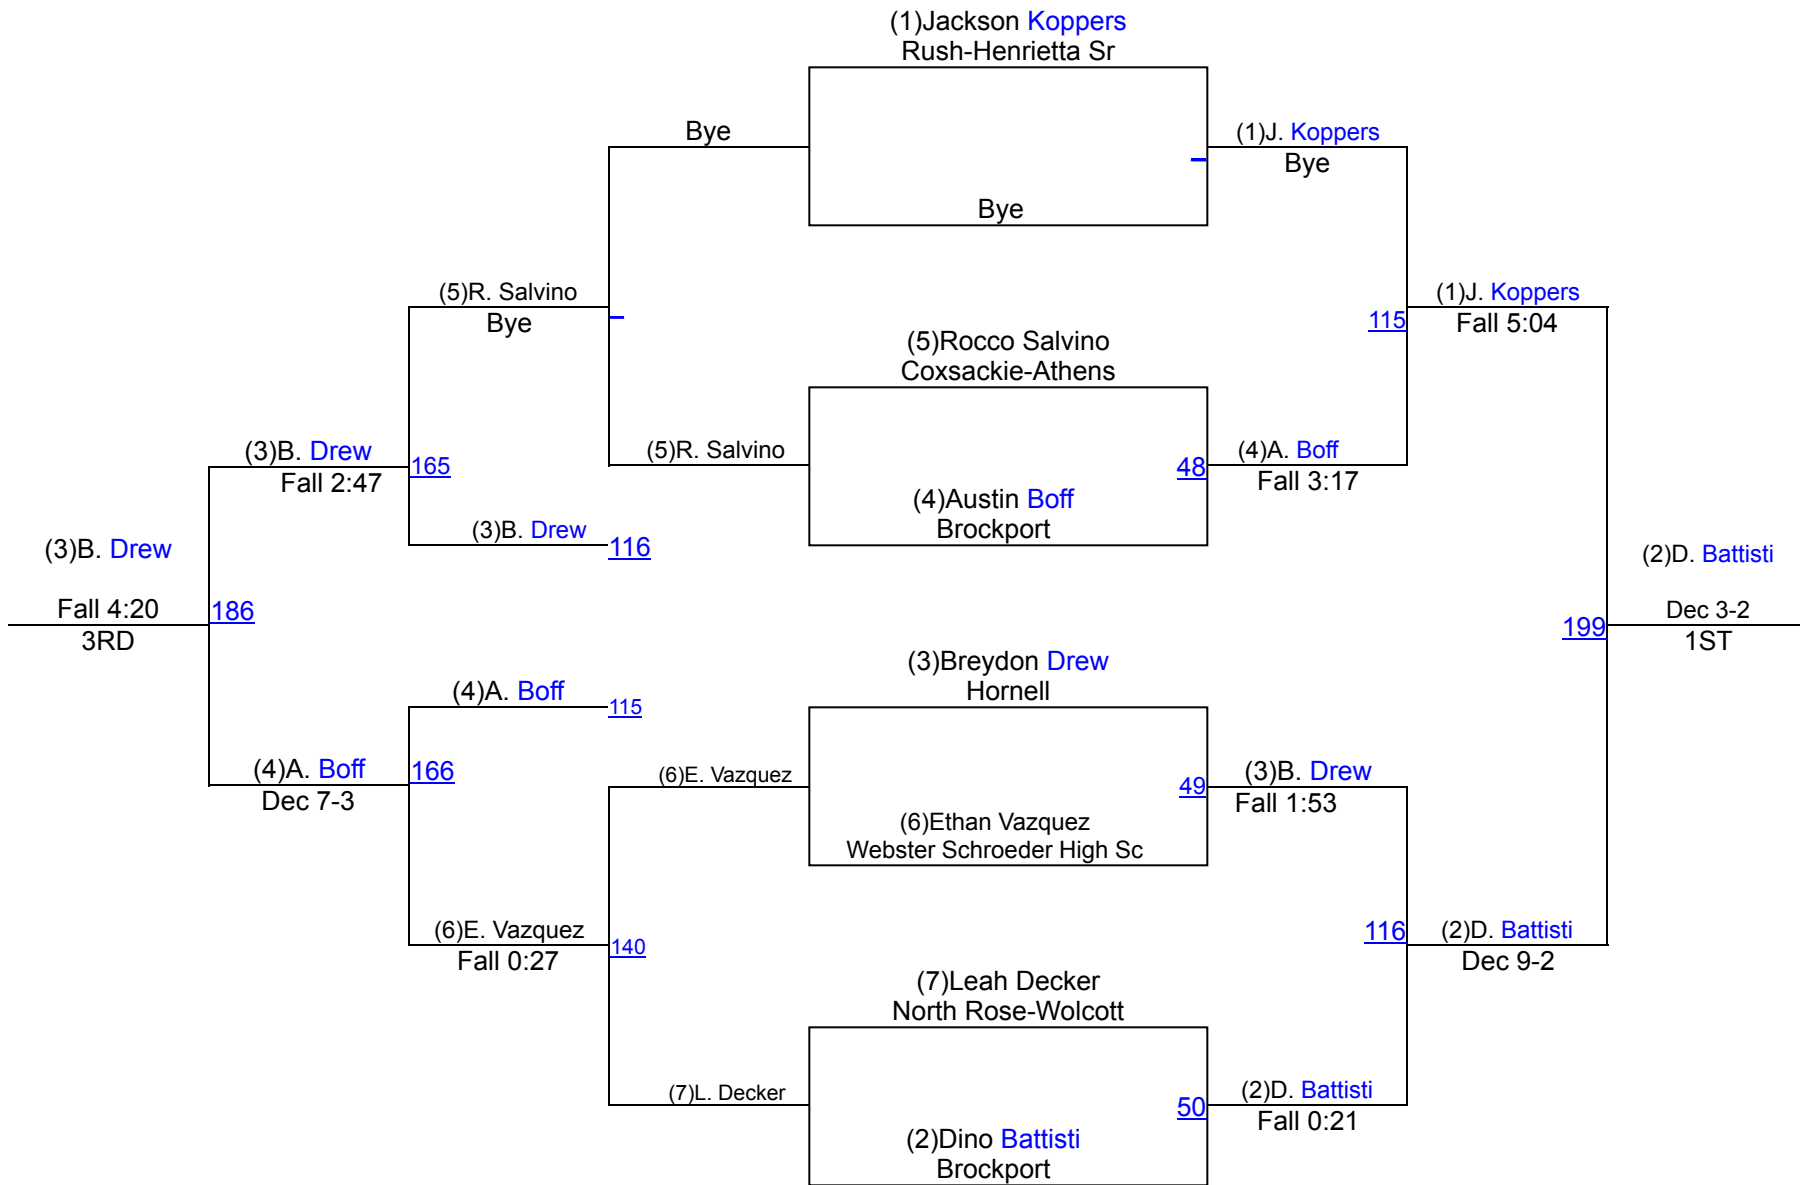 (1)Jackson Koppers
Rush-Henrietta Sr
Bye
(1)J. Koppers
Bye
Bye
(5)R. Salvino
Bye
(1)J. Koppers
Fall 5:04
115
(5)Rocco Salvino
Coxsackie-Athens
(3)B. Drew
Fall 2:47
165
(5)R. Salvino
48
(4)A. Boff
Fall 3:17
(4)Austin Boff
Brockport
(3)B. Drew
116
(3)B. Drew
Fall 4:20
3RD
186
(2)D. Battisti
Dec 3-2
1ST
199
(3)Breydon Drew
Hornell
(4)A. Boff
115
(4)A. Boff
Dec 7-3
166
(6)E. Vazquez
49
(3)B. Drew
Fall 1:53
(6)Ethan Vazquez
Webster Schroeder High Sc
(6)E. Vazquez
Fall 0:27
140
116
(2)D. Battisti
Dec 9-2
(7)Leah Decker
North Rose-Wolcott
(7)L. Decker
50
(2)D. Battisti
Fall 0:21
(2)Dino Battisti
Brockport